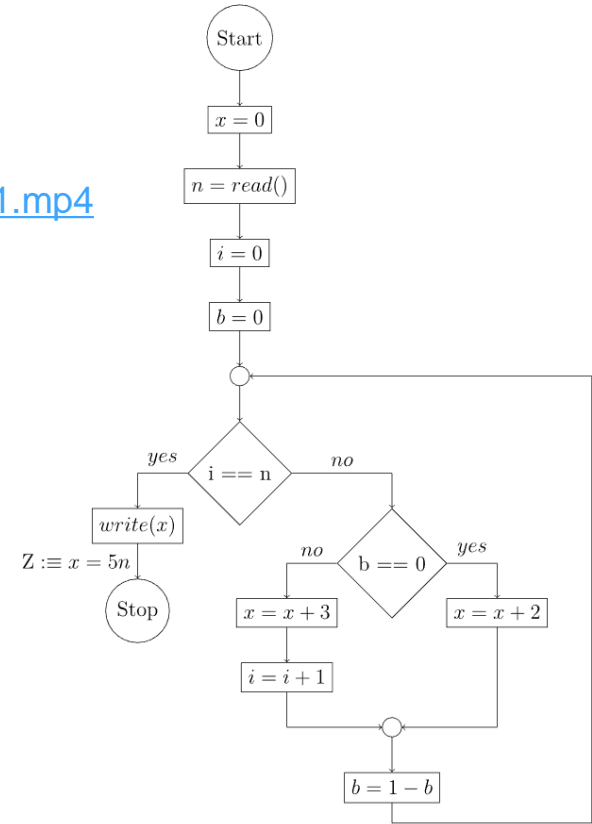 Start
x = 0
n = read()
1.mp4
i = 0
b = 0
yes
no
i == n
write(x)
Z :≡ x = 5n
Stop
no
yes
b == 0
x = x + 3
x = x + 2
i = i + 1
b = 1 − b